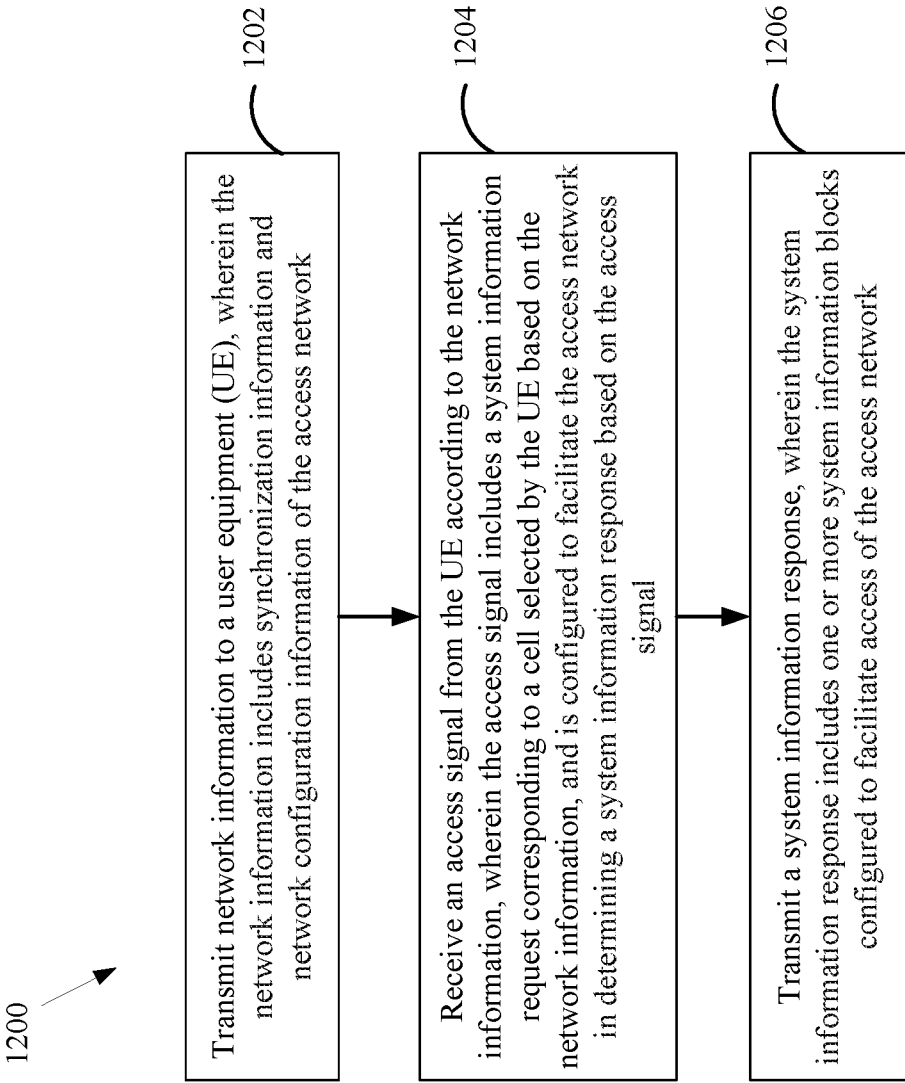 1200
Transmit network information to a user equipment (UE), wherein the
network information includes synchronization information and
network configuration information of the access network
1202
Receive an access signal from the UE according to the network
information, wherein the access signal includes a system information
request corresponding to a cell selected by the UE based on the
network information, and is configured to facilitate the access network
in determining a system information response based on the access
signal
1204
Transmit a system information response, wherein the system
information response includes one or more system information blocks
configured to facilitate access of the access network
1206